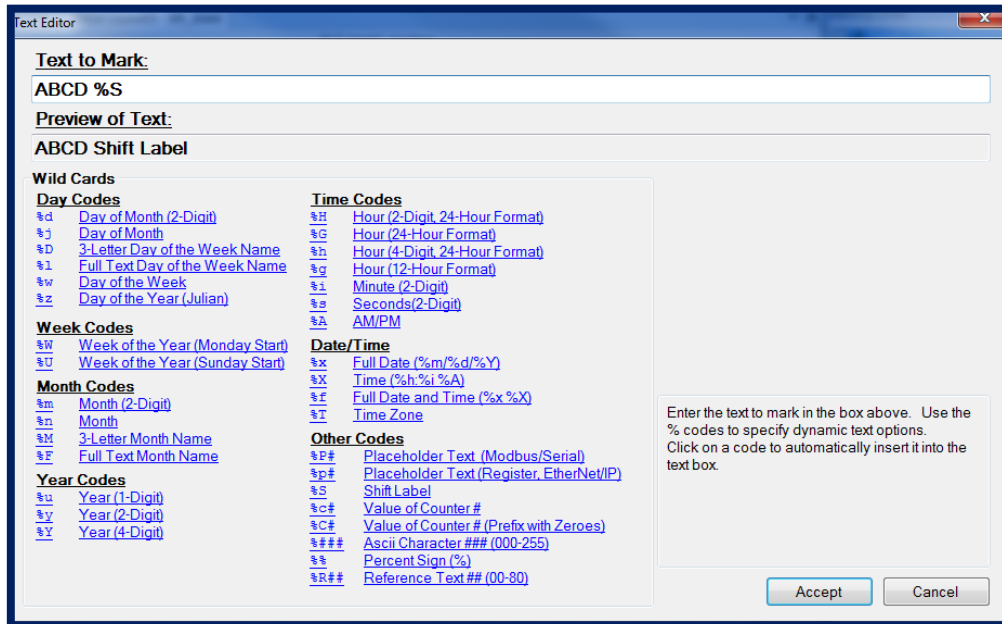 Text Editor
X
Text to Mark:
ABCD %S
Preview of Text:
ABCD Shift Label
Wild Cards
Day Codes
%d Day of Month (2-Digit)
%j Day of Month
%D 3-Letter Day of the Week Name
%l Full Text Day of the Week Name
%w Day of the Week
%z Day of the Year (Julian)
Week Codes
%W Week of the Year (Monday Start)
%U Week of the Year (Sunday Start)
Month Codes
%m Month (2-Digit)
%n Month
%M 3-Letter Month Name
%F Full Text Month Name
Year Codes
%u Year (1-Digit)
%y Year (2-Digit)
%Y Year (4-Digit)
Time Codes
%H Hour (2-Digit, 24-Hour Format)
%G Hour (24-Hour Format)
%h Hour (4-Digit, 24-Hour Format)
%g Hour (12-Hour Format)
%i Minute (2-Digit)
%s Seconds(2-Digit)
%A AM/PM
Date/Time
%x Full Date (%m/%d/%Y)
%X Time (%h:%i %A)
%f Full Date and Time (%x %X)
%T Time Zone
Other Codes
%P# Placeholder Text (Modbus/Serial)
%p# Placeholder Text (Register, EtherNet/IP)
%S Shift Label
%c# Value of Counter #
%C# Value of Counter # (Prefix with Zeroes)
%### Ascii Character ### (000-255)
%% Percent Sign (%)
%R## Reference Text ## (00-80)
Enter the text to mark in the box above. Use the
% codes to specify dynamic text options.
Click on a code to automatically insert it into the
text box.
Accept
Cancel